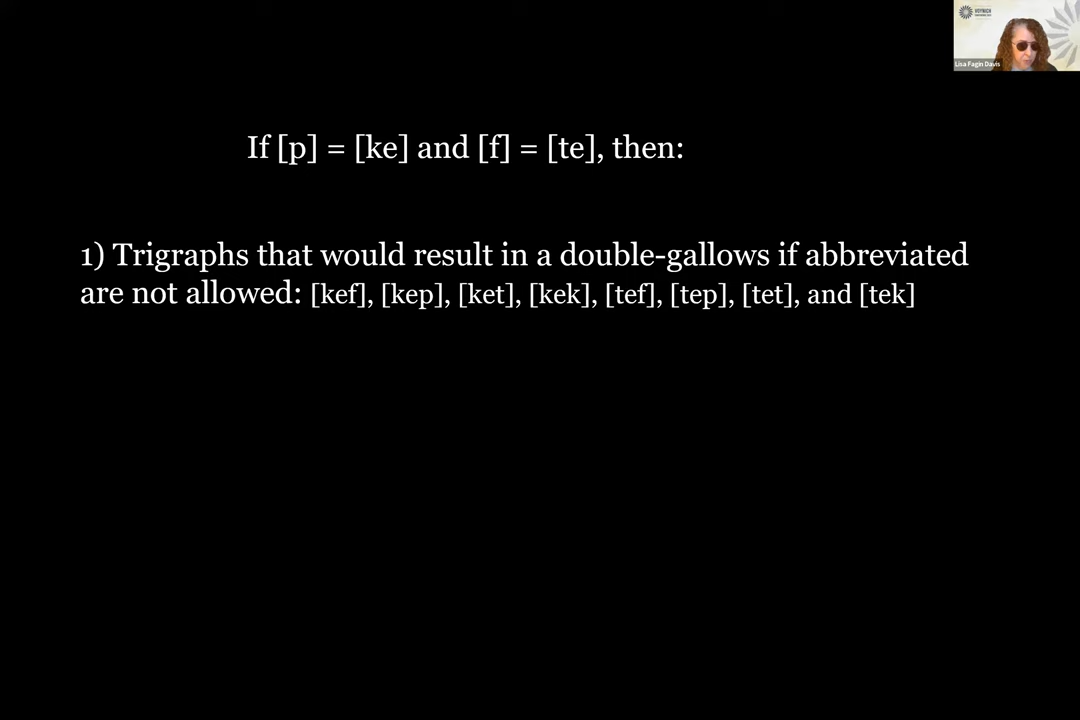 VOYNICH
Lisa Fagin Davis
If [p] = [ke] and [f] = [te], then:
1) Trigraphs that would result in a double-gallows if abbreviated
are not allowed: [kef], [kep], [ket], [kek], [tef], [tep], [tet], and [tek]